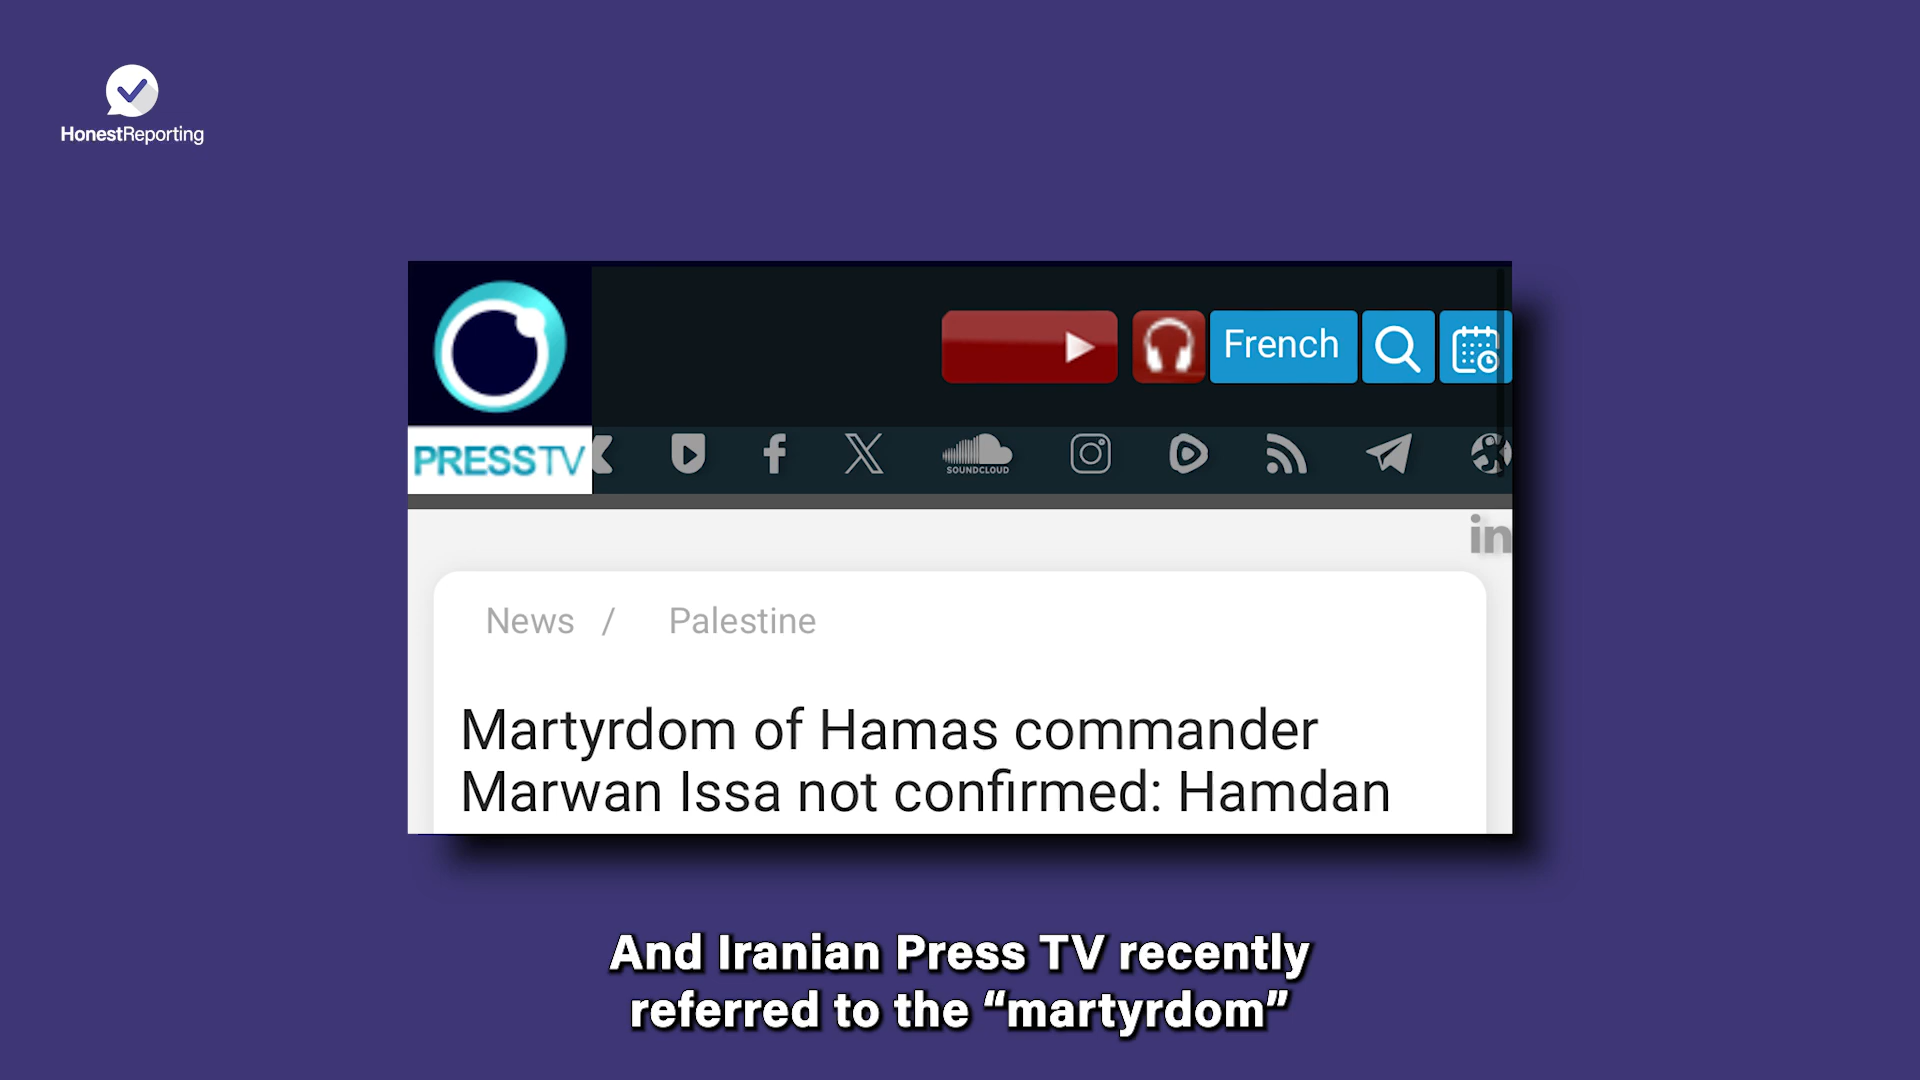 HonestReporting
French
PRESSTV
SOUNDCLOUD
in
News / Palestine
Martyrdom of Hamas commander
Marwan Issa not confirmed: Hamdan
And Iranian Press TV recently
referred to the “martyrdom”